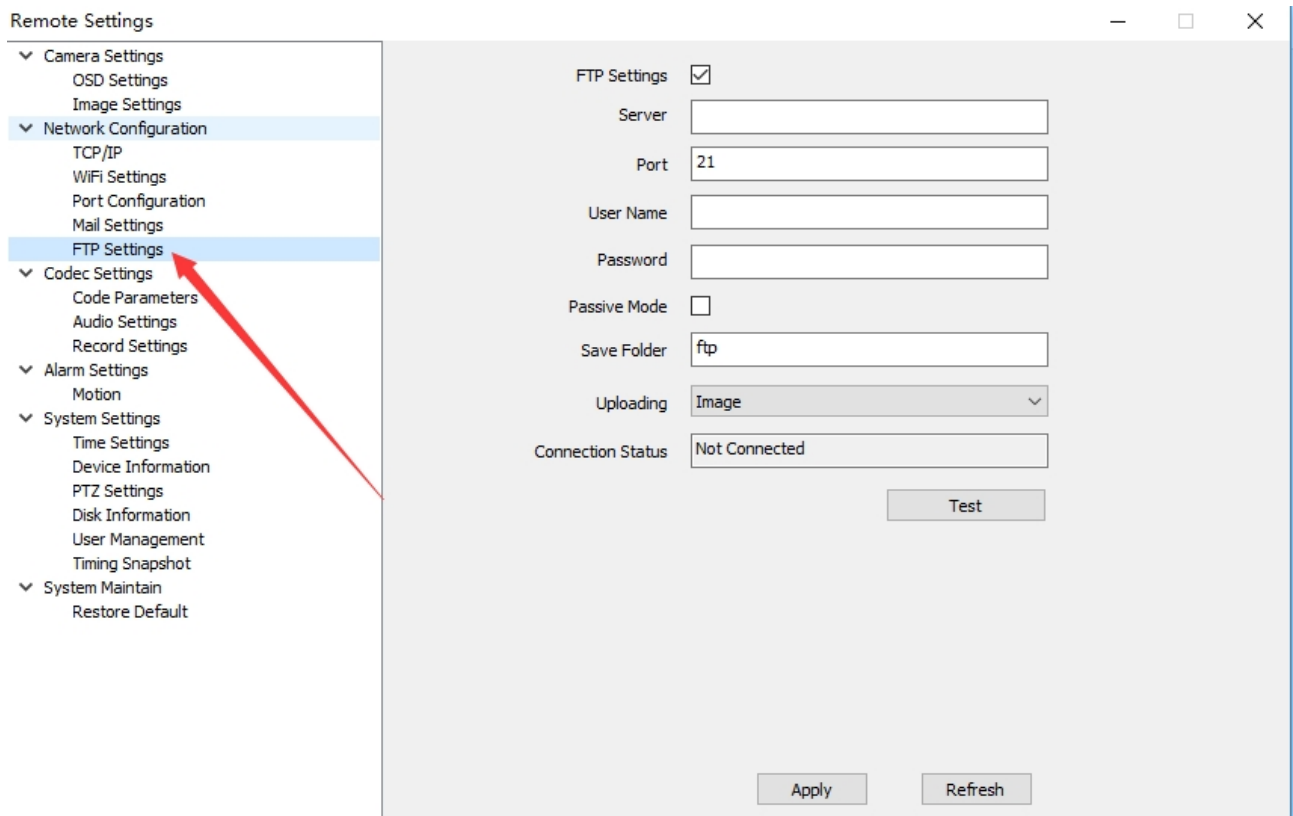 Remote Settings
Camera Settings
OSD Settings
Image Settings
Network Configuration
TCP/IP
WiFi Settings
Port Configuration
Mail Settings
FTP Settings
Codec Settings
Code Parameters
Audio Settings
Record Settings
Alarm Settings
Motion
System Settings
Time Settings
Device Information
PTZ Settings
Disk Information
User Management
Timing Snapshot
System Maintain
Restore Default
FTP Settings
Server
Port 21
User Name
Password
Passive Mode
Save Folder ftp
Uploading Image
Connection Status Not Connected
Test
Apply Refresh